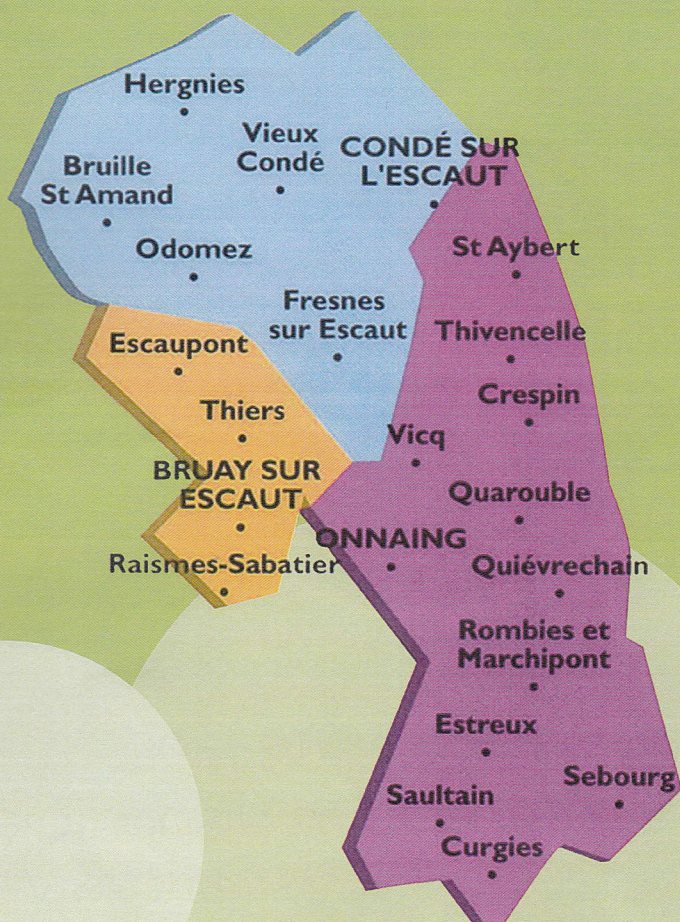 Hergnies
Vieux
Condé
CONDÉ SUR
L'ESCAUT
Bruille
St Amand
Odomez
St Aybert
Fresnes
sur Escaut
Thivencelle
Escaupont
Crespin
Thiers
Vicq
BRUAY SUR
ESCAUT
Quarouble
ONNAING
Raismes-Sabatier
Quiévrechain
Rombies et
Marchipont
Estreux
Sebourg
Saultain
Curgies